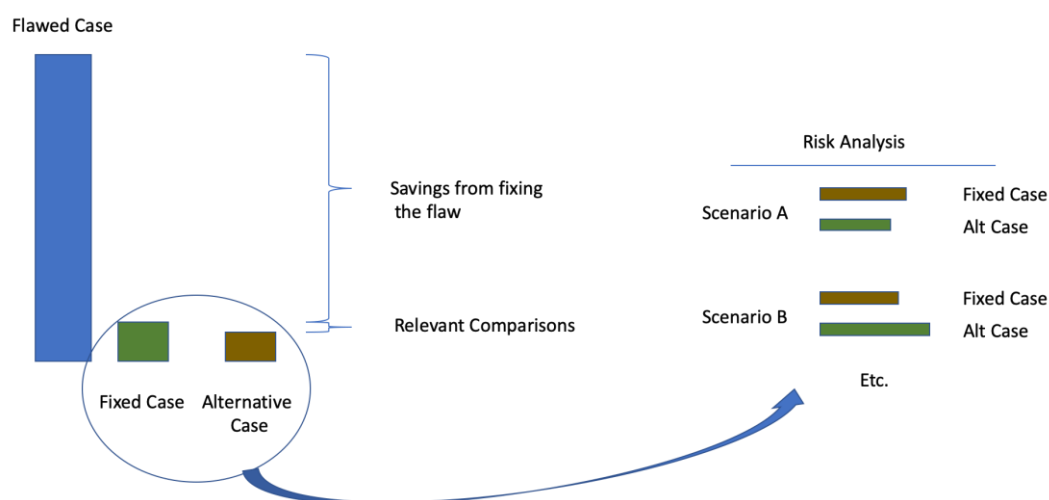 Flawed Case
Savings from fixing
the flaw
Relevant Comparisons
Fixed Case
Alternative
Case
Risk Analysis
Scenario A
Fixed Case
Alt Case
Scenario B
Fixed Case
Alt Case
Etc.